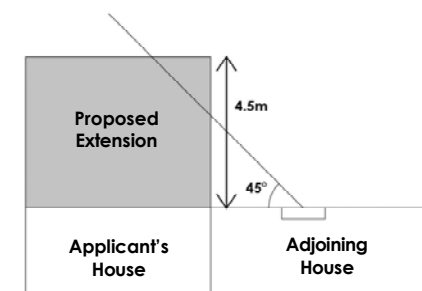 4.5m
Proposed
Extension
45°
Applicant's
House
Adjoining
House